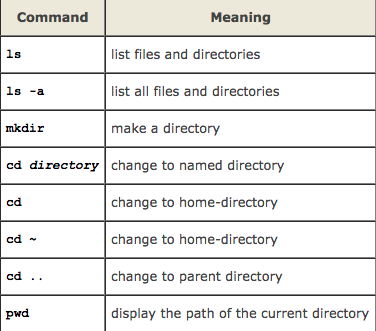 Command Meaning
ls list files and directories
ls -a list all files and directories
mkdir make a directory
cd directory change to named directory
cd change to home-directory
cd ~ change to home-directory
cd .. change to parent directory
pwd display the path of the current directory